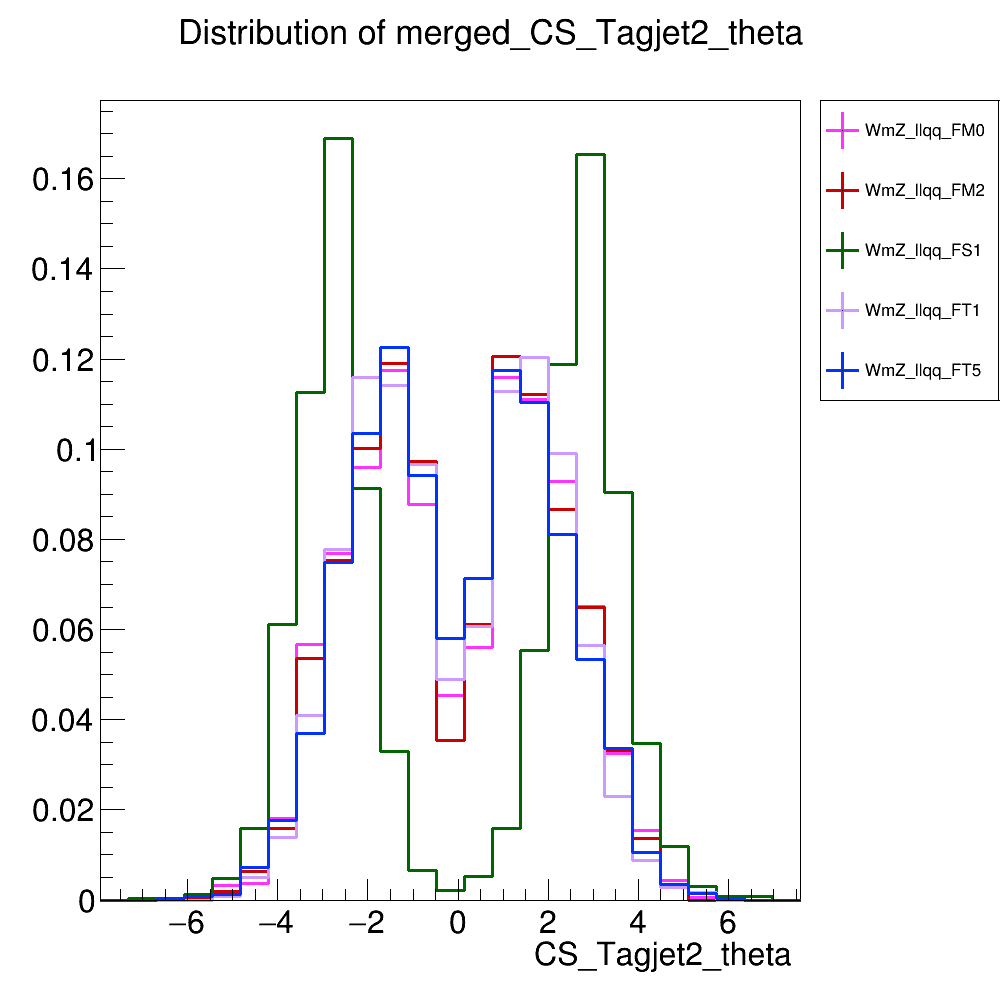 Distribution of merged_CS_Tagjet2_theta
WmZ_llqq_FM0
WmZ_llqq_FM2
WmZ_llqq_FS1
WmZ_llqq_FT1
WmZ_llqq_FT5
0.16
0.14
0.12
0.1
0.08
0.06
0.04
0.02
0
−6 −4 −2 0 2 4 6
CS_Tagjet2_theta